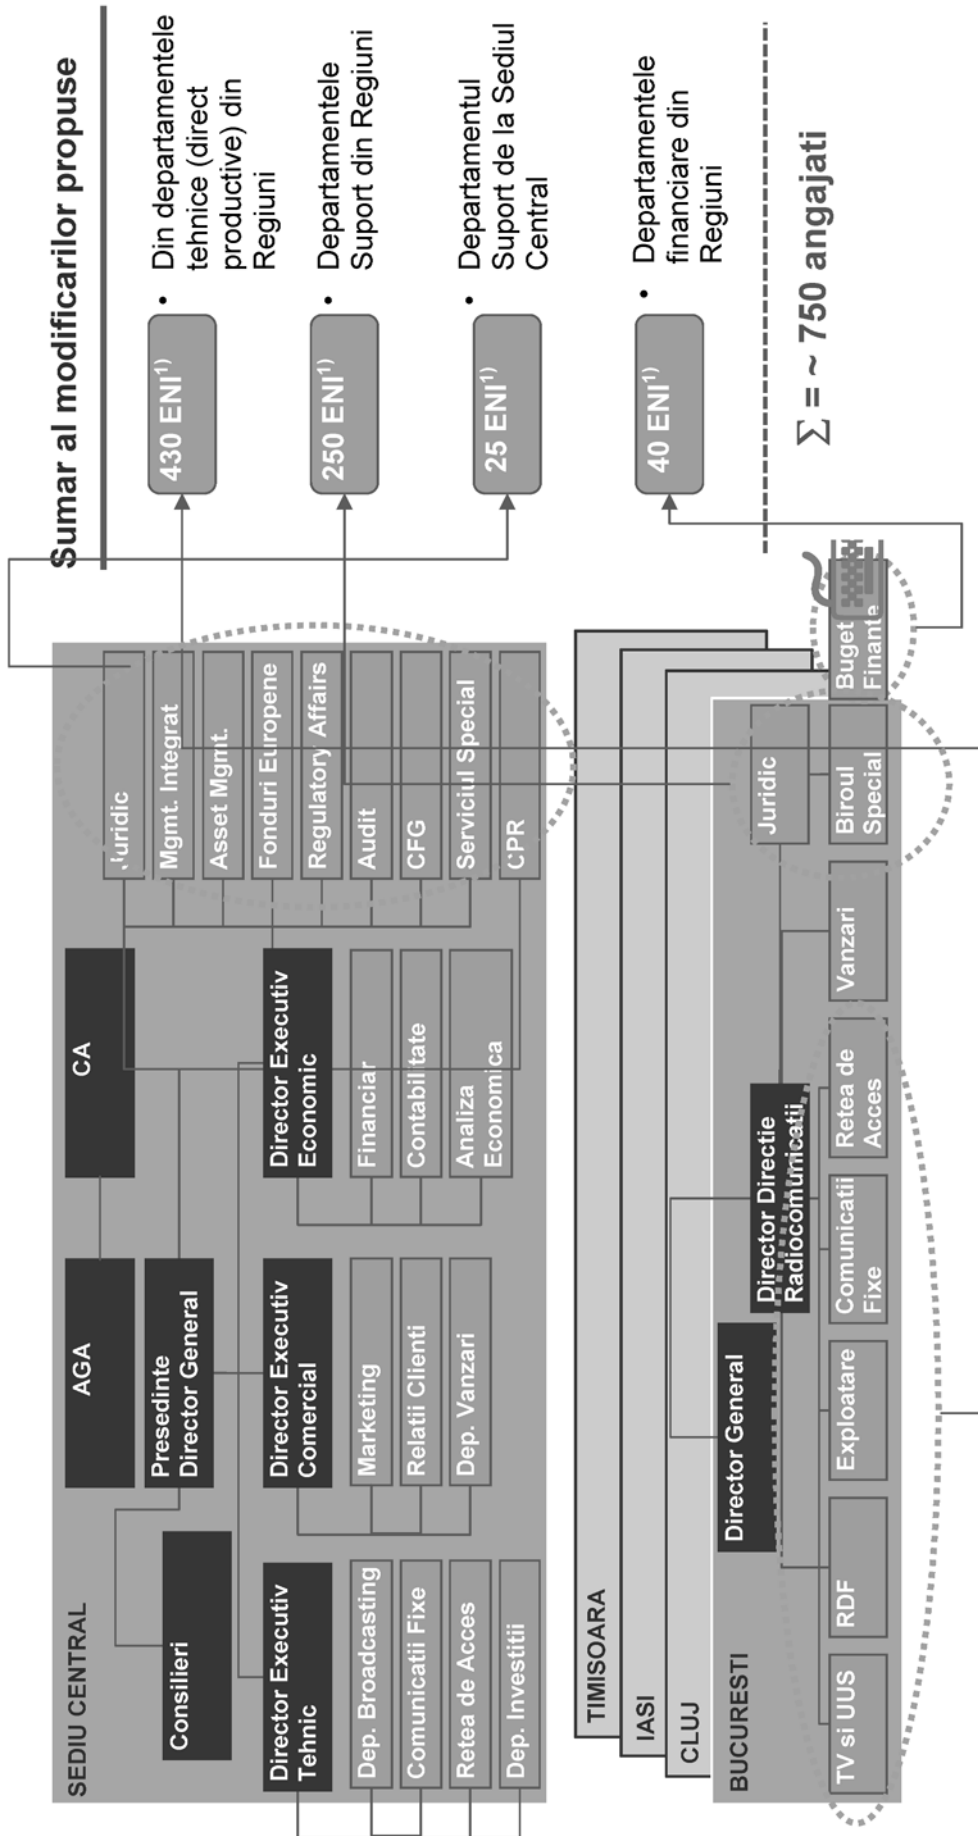 Sumar al modificarilor propuse
SEDIU CENTRAL
AGA
CA
Consilieri
Presedinte
Director General
Director Executiv
Tehnic
Dep. Broadcasting
Comunicatii Fixe
Retea de Acces
Dep. Investitii
Director Executiv
Comercial
Marketing
Relatii Clienti
Dep. Vanzari
Director Executiv
Economic
Financiar
Contabilitate
Analiza
Economica
Juridic
Mgmt. Integrat
Asset Mgmt.
Fonduri Europene
Regulatory Affairs
Audit
CFG
Serviciul Special
CPR
TIMISOARA
IASI
CLUJ
BUCURESTI
Director General
Director Directie
Radiocomunicatii
Juridic
TV si UUS
RDF
Exploatare
Comunicatii
Fixe
Retea de
Acces
Vanzari
Biroul
Special
Buget
Finante
430 ENI¹⁾
• Din departamentele
tehnice (direct
productive) din
Regiuni
250 ENI¹⁾
• Departamentele
Suport din Regiuni
25 ENI¹⁾
• Departamentul
Suport de la Sediul
Central
40 ENI¹⁾
• Departamentele
financiare din
Regiuni
Σ = ~ 750 angajati